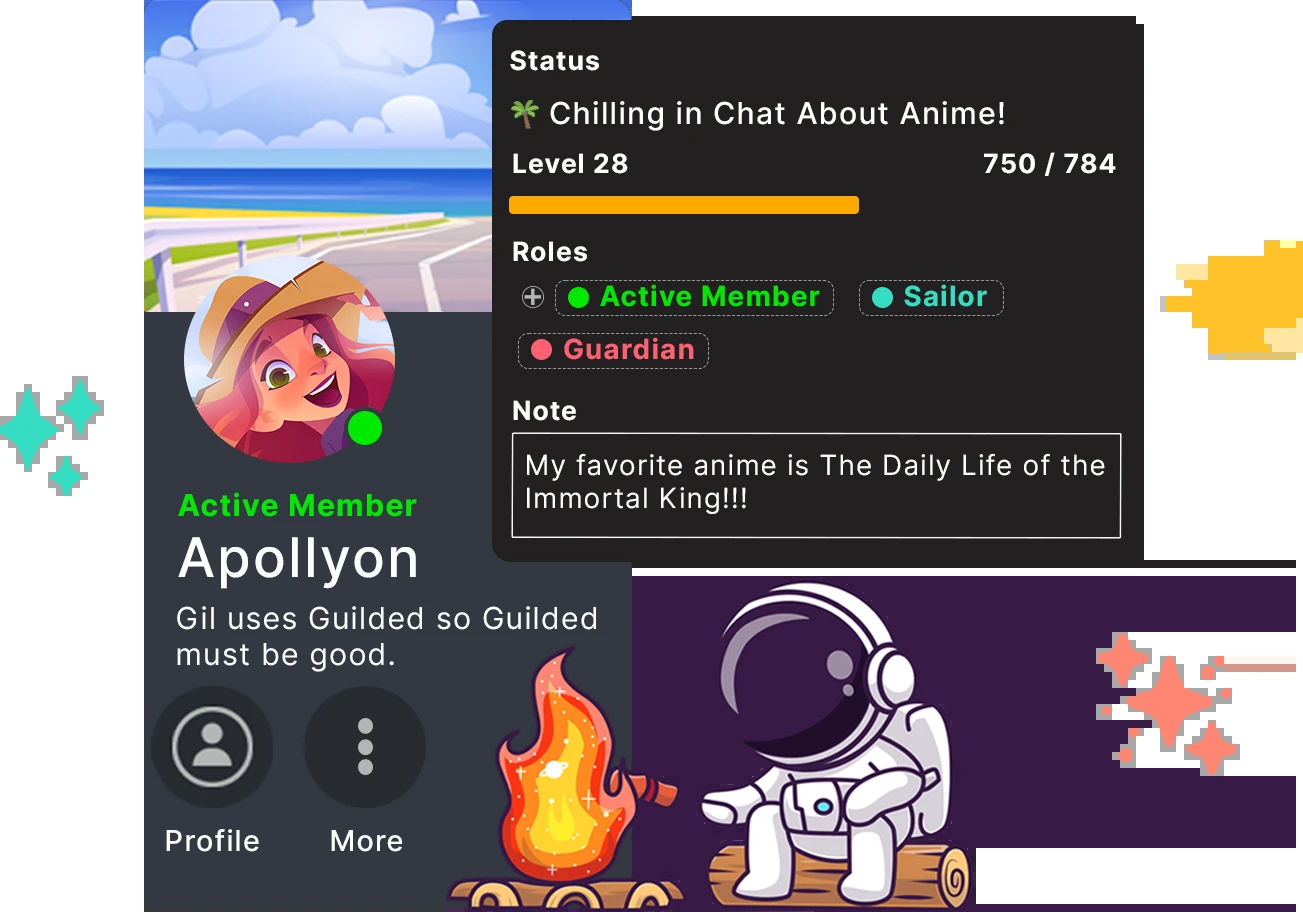 Status
🌴 Chilling in Chat About Anime!
Level 28 750 / 784
Roles
Active Member Sailor
Guardian
Note
My favorite anime is The Daily Life of the
Immortal King!!!
Active Member
Apollyon
Gil uses Guilded so Guilded
must be good.
Profile More